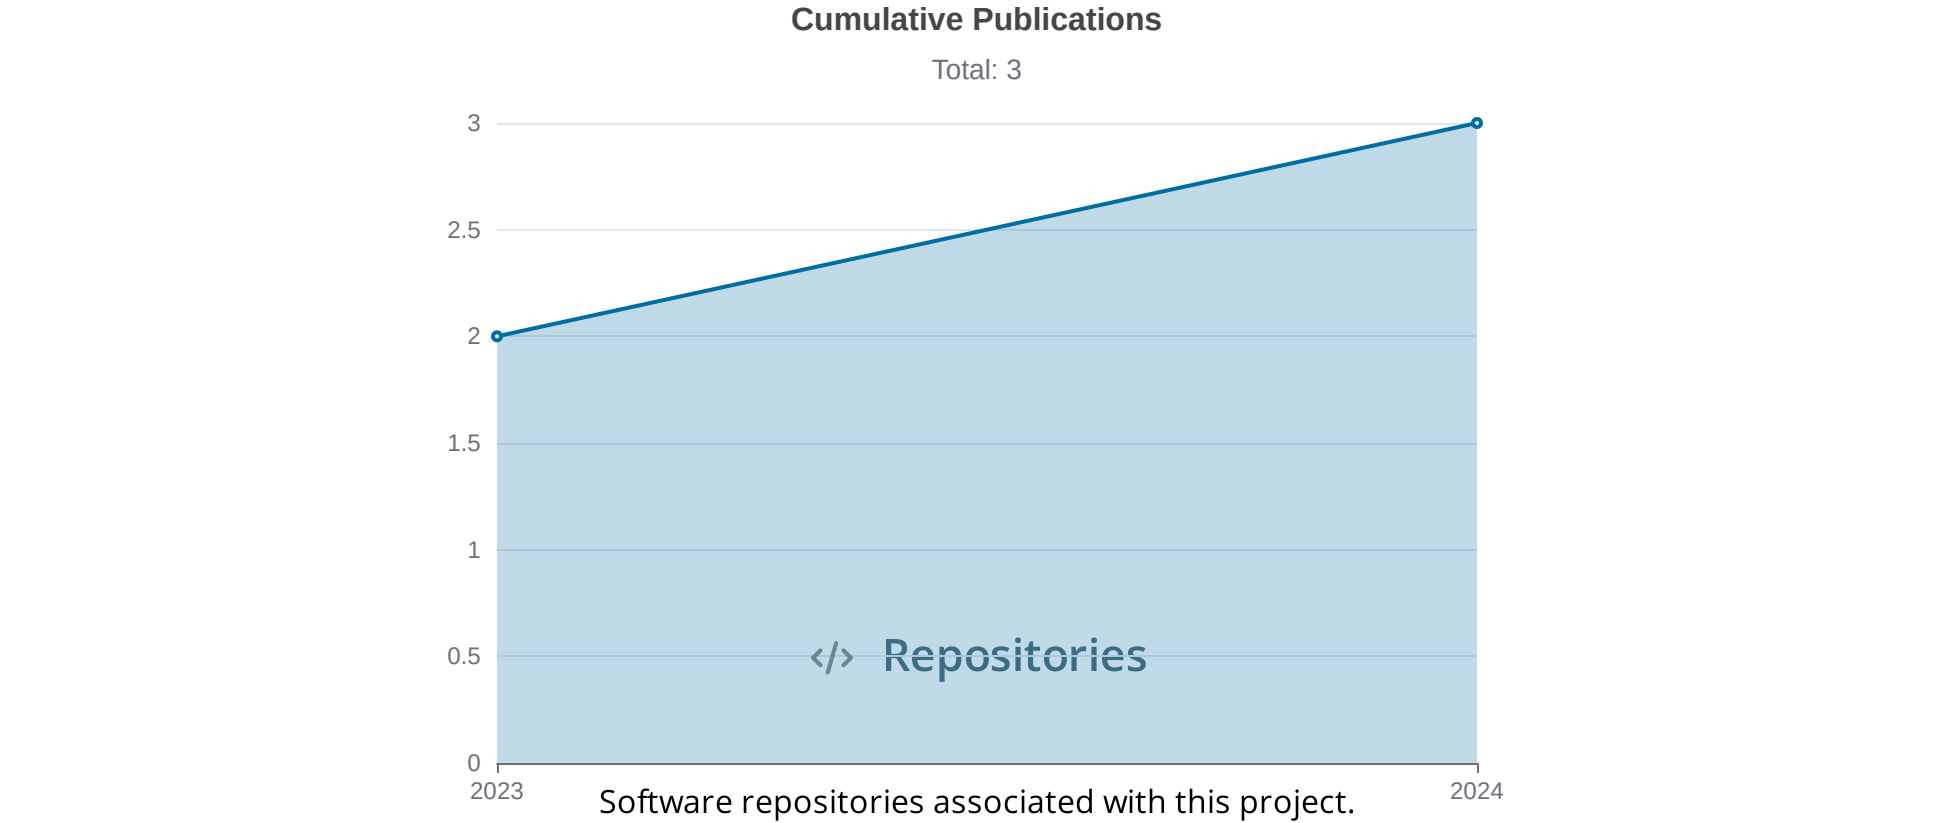 Cumulative Publications
Total: 3
3
2.5
2
1.5
1
</> Repositories
0.5
0
2023
2024
Software repositories associated with this project.